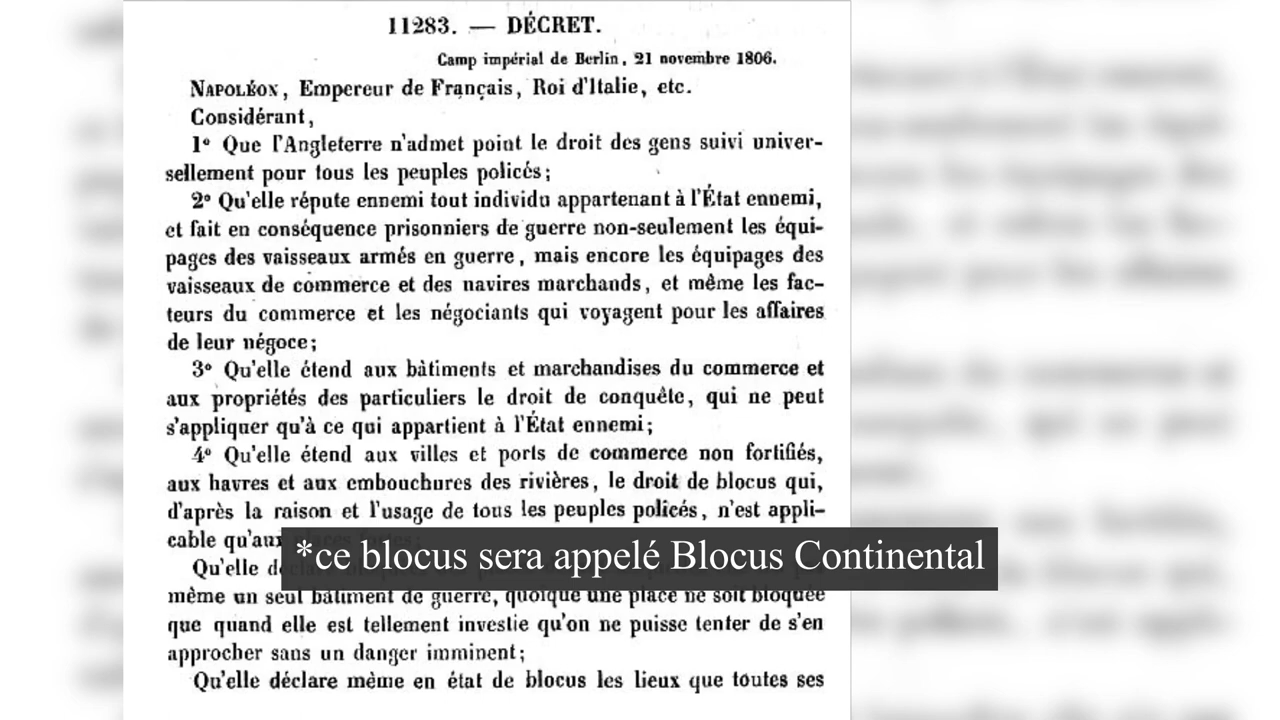 11283. — DÉCRET.
Camp impérial de Berlin, 21 novembre 1806.
NAPOLÉON, Empereur de Français, Roi d'Italie, etc.
Considérant,
1° Que l'Angleterre n'admet point le droit des gens suivi univer-
sellement pour tous les peuples policés;
2° Qu'elle répute ennemi tout individu appartenant à l'État ennemi,
et fait en conséquence prisonniers de guerre non-seulement les équi-
pages des vaisseaux armés en guerre, mais encore les équipages des
vaisseaux de commerce et des navires marchands, et même les fac-
teurs du commerce et les négociants qui voyagent pour les affaires
de leur négoce;
3° Qu'elle étend aux bâtiments et marchandises du commerce et
aux propriétés des particuliers le droit de conquête, qui ne peut
s'appliquer qu'à ce qui appartient à l'État ennemi;
4° Qu'elle étend aux villes et ports de commerce non fortifiés,
aux havres et aux embouchures des rivières, le droit de blocus qui,
d'après la raison et l'usage de tous les peuples policés, n'est appli-
cable qu'aux places fortes;
*ce blocus sera appelé Blocus Continental
Qu'elle
même un seul bâtiment de guerre, quoique une place ne soit bloquée
que quand elle est tellement investie qu'on ne puisse tenter de s'en
approcher sans un danger imminent;
Qu'elle déclare même en état de blocus les lieux que toutes ses